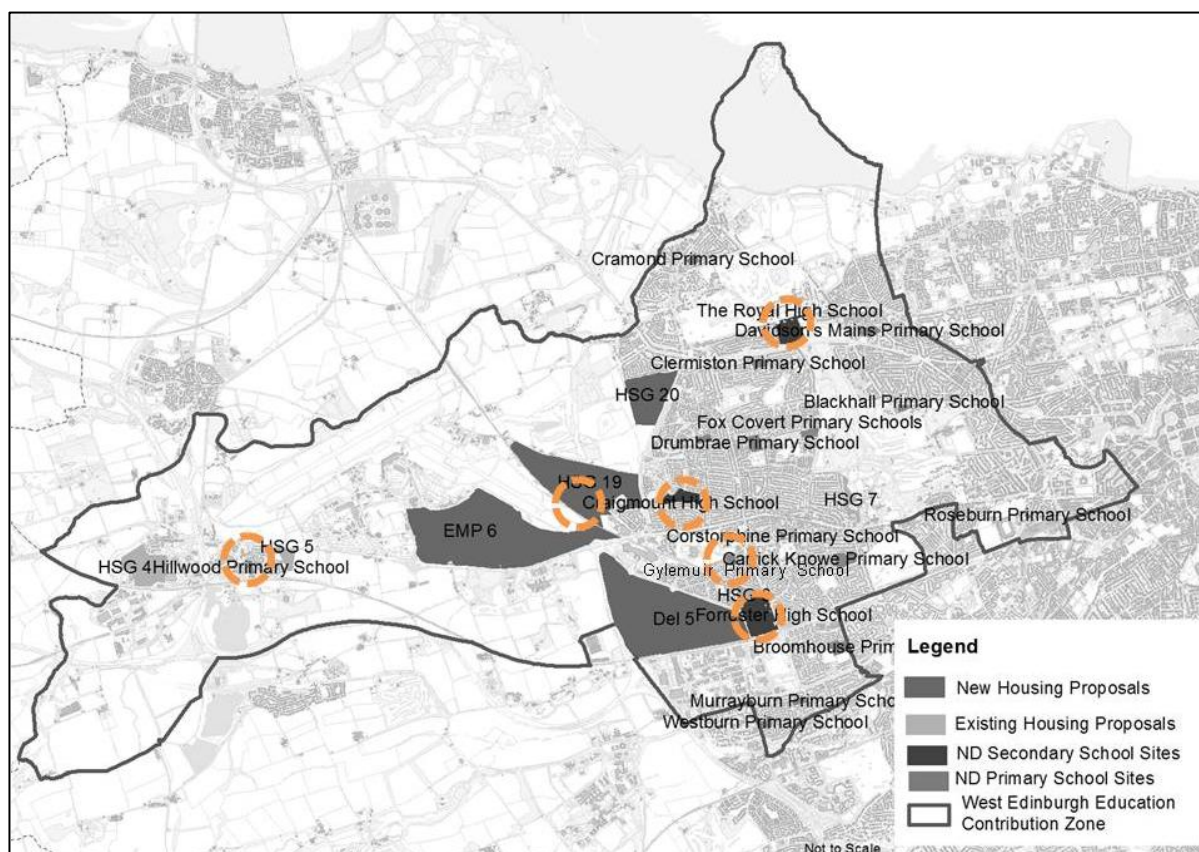 Cramond Primary School
The Royal High School
Davidson's Mains Primary School
Clermiston Primary School
HSG 20
Blackhall Primary School
Fox Covert Primary Schools
Drumbrae Primary School
HSG 19
HSG 7
Craigmount High School
Roseburn Primary School
EMP 6
Corstorphine Primary School
HSG 5
Carrick Knowe Primary School
HSG 4 Hillwood Primary School
Gylemuir Primary School
HSG
Del 5
Forrester High School
Broomhouse Prim
Murrayburn Primary Schoo
Westburn Primary School
Legend
New Housing Proposals
Existing Housing Proposals
ND Secondary School Sites
ND Primary School Sites
West Edinburgh Education
Contribution Zone
Not to Scale